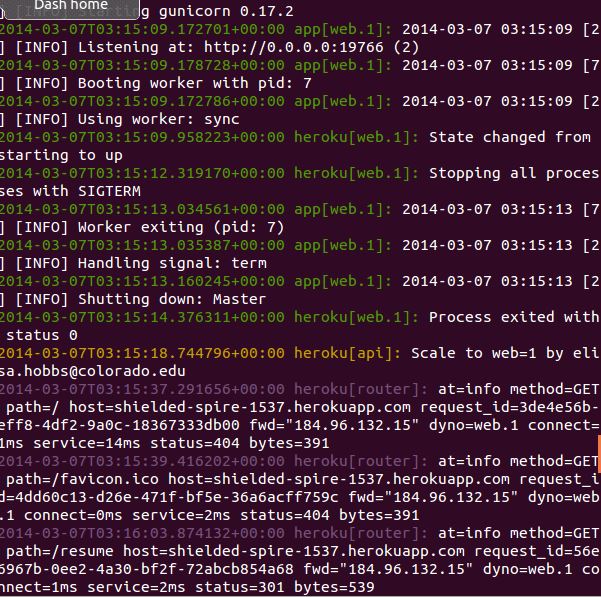 Dash home
] [INFO] Starting gunicorn 0.17.2
2014-03-07T03:15:09.172701+00:00 app[web.1]: 2014-03-07 03:15:09 [2
] [INFO] Listening at: http://0.0.0.0:19766 (2)
2014-03-07T03:15:09.178728+00:00 app[web.1]: 2014-03-07 03:15:09 [7
] [INFO] Booting worker with pid: 7
2014-03-07T03:15:09.172786+00:00 app[web.1]: 2014-03-07 03:15:09 [2
] [INFO] Using worker: sync
2014-03-07T03:15:09.958223+00:00 heroku[web.1]: State changed from
starting to up
2014-03-07T03:15:12.319170+00:00 heroku[web.1]: Stopping all proces
ses with SIGTERM
2014-03-07T03:15:13.034561+00:00 app[web.1]: 2014-03-07 03:15:13 [7
] [INFO] Worker exiting (pid: 7)
2014-03-07T03:15:13.035387+00:00 app[web.1]: 2014-03-07 03:15:13 [2
] [INFO] Handling signal: term
2014-03-07T03:15:13.160245+00:00 app[web.1]: 2014-03-07 03:15:13 [2
] [INFO] Shutting down: Master
2014-03-07T03:15:14.376311+00:00 heroku[web.1]: Process exited with
status 0
2014-03-07T03:15:18.744796+00:00 heroku[api]: Scale to web=1 by eli
sa.hobbs@colorado.edu
2014-03-07T03:15:37.291656+00:00 heroku[router]: at=info method=GET
path=/ host=shielded-spire-1537.herokuapp.com request_id=3de4e56b-
eff8-4df2-9a0c-18367333db00 fwd="184.96.132.15" dyno=web.1 connect=
1ms service=14ms status=404 bytes=391
2014-03-07T03:15:39.416202+00:00 heroku[router]: at=info method=GET
path=/favicon.ico host=shielded-spire-1537.herokuapp.com request_i
d=4dd60c13-d26e-471f-bf5e-36a6acff759c fwd="184.96.132.15" dyno=web
.1 connect=0ms service=2ms status=404 bytes=391
2014-03-07T03:16:03.874132+00:00 heroku[router]: at=info method=GET
path=/resume host=shielded-spire-1537.herokuapp.com request_id=56e
6967b-0ee2-4a30-bf2f-72abcb854a68 fwd="184.96.132.15" dyno=web.1 co
nnect=1ms service=2ms status=301 bytes=539